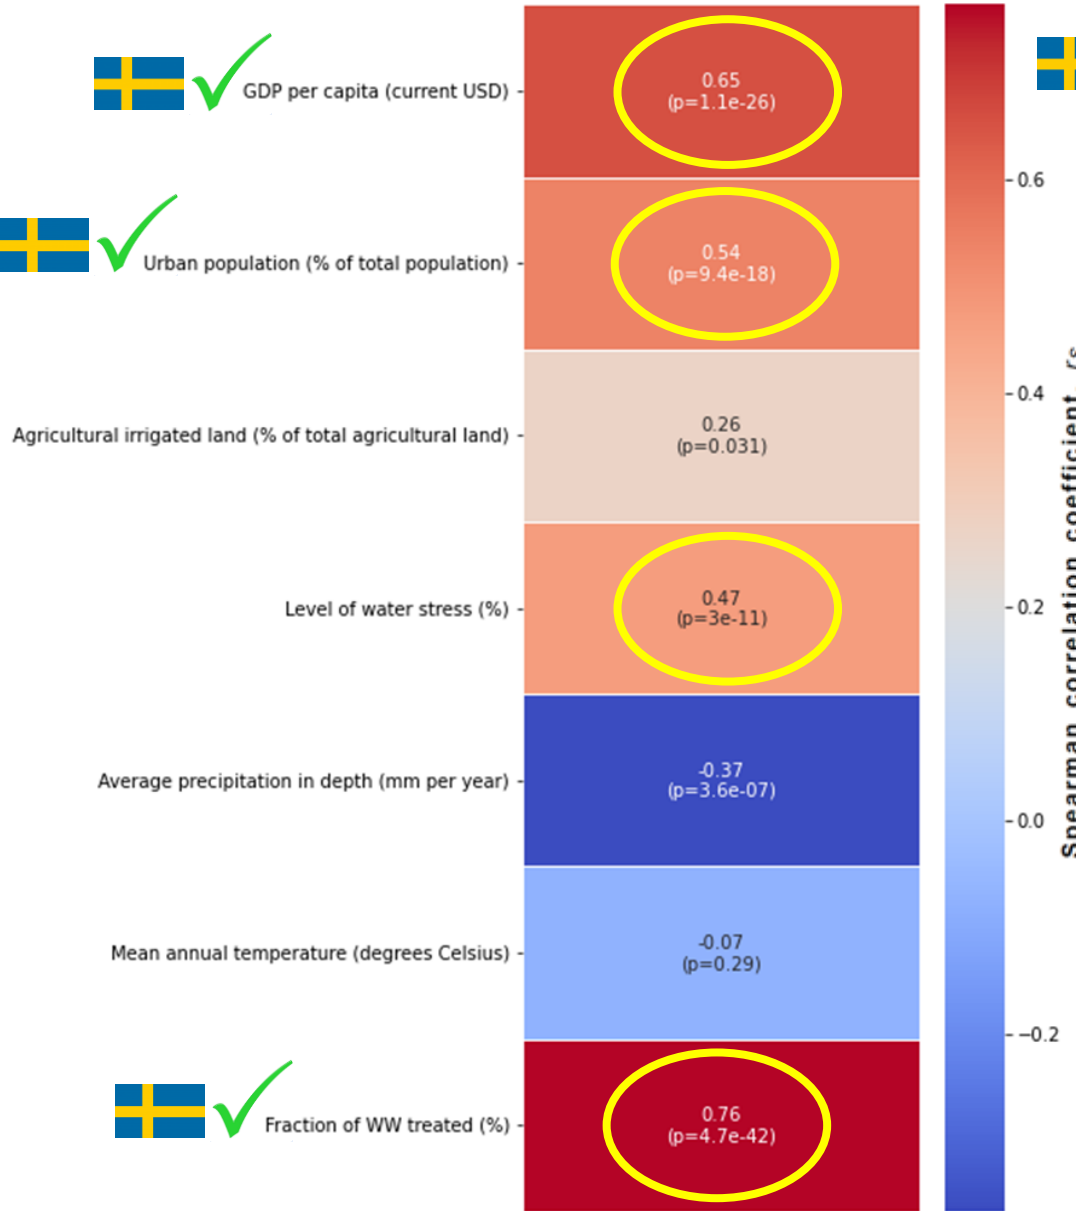 GDP per capita (current USD)
0.65
(p=1.1e-26)
Urban population (% of total population)
0.54
(p=9.4e-18)
Agricultural irrigated land (% of total agricultural land)
0.26
(p=0.031)
Level of water stress (%)
0.47
(p=3e-11)
Average precipitation in depth (mm per year)
-0.37
(p=3.6e-07)
Mean annual temperature (degrees Celsius)
-0.07
(p=0.29)
Fraction of WW treated (%)
0.76
(p=4.7e-42)
0.6
0.4
0.2
0.0
−0.2
Spearman correlation coefficient, rs